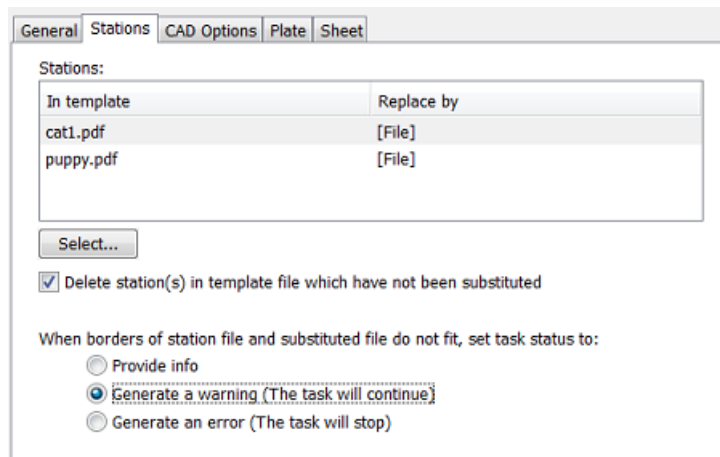 General Stations CAD Options Plate Sheet
Stations:
In template Replace by
cat1.pdf [File]
puppy.pdf [File]
Select...
Delete station(s) in template file which have not been substituted
When borders of station file and substituted file do not fit, set task status to:
Provide info
Generate a warning (The task will continue)
Generate an error (The task will stop)